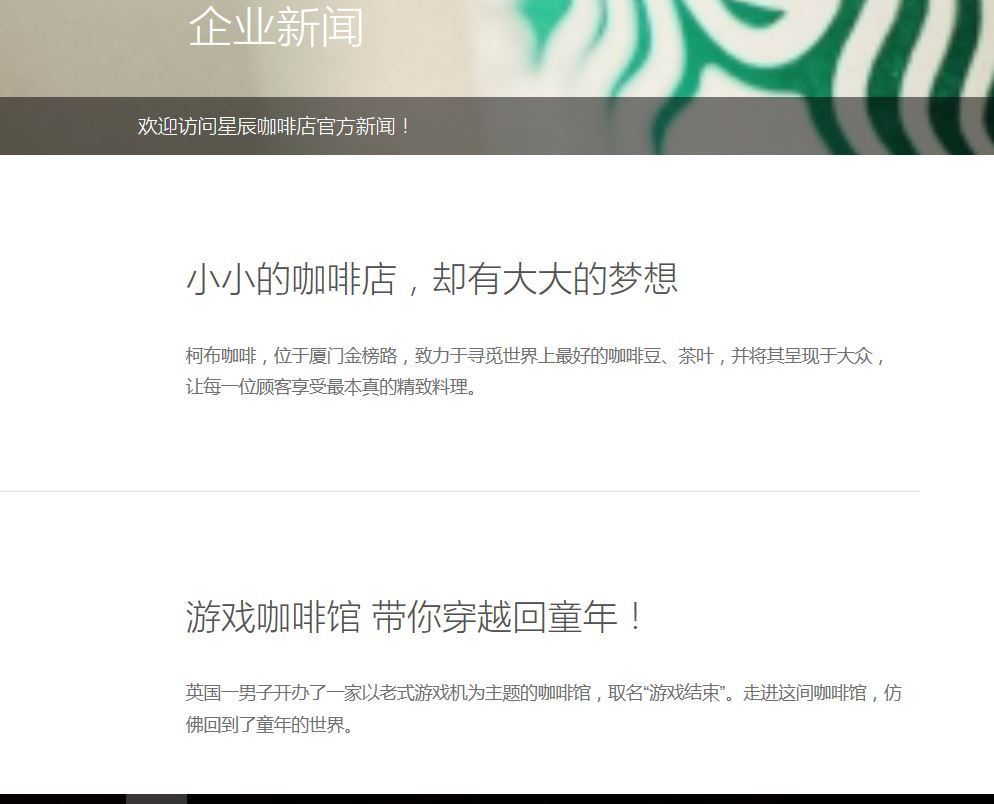 企业新闻
欢迎访问星辰咖啡店官方新闻！
小小的咖啡店，却有大大的梦想
柯布咖啡，位于厦门金榜路，致力于寻觅世界上最好的咖啡豆、茶叶，并将其呈现于大众，
让每一位顾客享受最本真的精致料理。
游戏咖啡馆 带你穿越回童年！
英国一男子开办了一家以老式游戏机为主题的咖啡馆，取名“游戏结束”。走进这间咖啡馆，仿
佛回到了童年的世界。